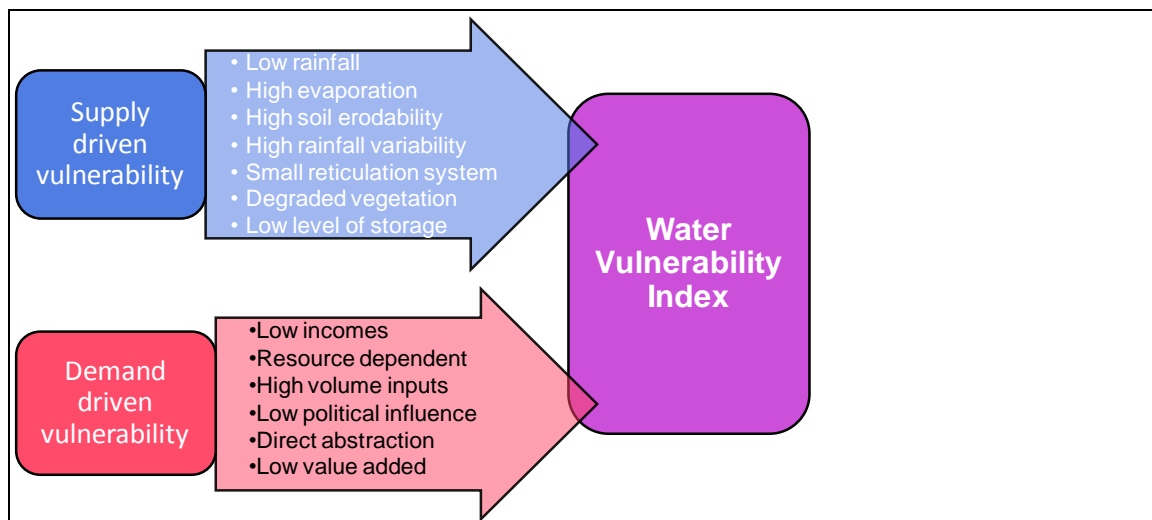 Supply
driven
vulnerability
• Low rainfall
• High evaporation
• High soil erodability
• High rainfall variability
• Small reticulation system
• Degraded vegetation
• Low level of storage
Demand
driven
vulnerability
•Low incomes
•Resource dependent
•High volume inputs
•Low political influence
•Direct abstraction
•Low value added
Water
Vulnerability
Index